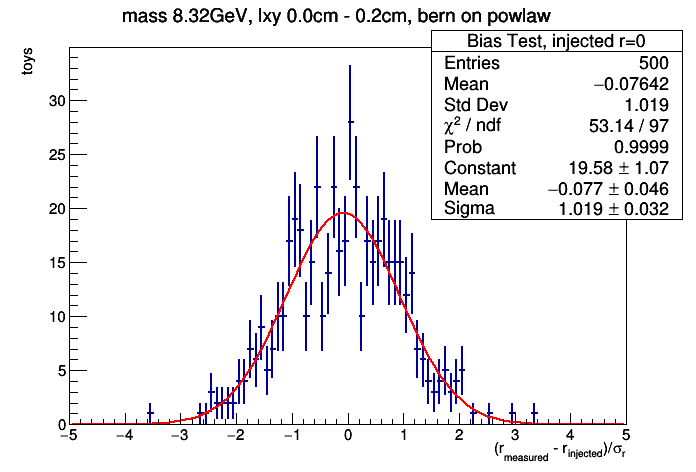 mass 8.32GeV, lxy 0.0cm - 0.2cm, bern on powlaw
toys
Bias Test, injected r=0
Entries 500
Mean −0.07642
Std Dev 1.019
χ² / ndf 53.14 / 97
Prob 0.9999
Constant 19.58 ± 1.07
Mean −0.077 ± 0.046
Sigma 1.019 ± 0.032
30
25
20
15
10
5
0
−5 −4 −3 −2 −1 0 1 2 3 4 5
(r_measured - r_injected)/σ_r